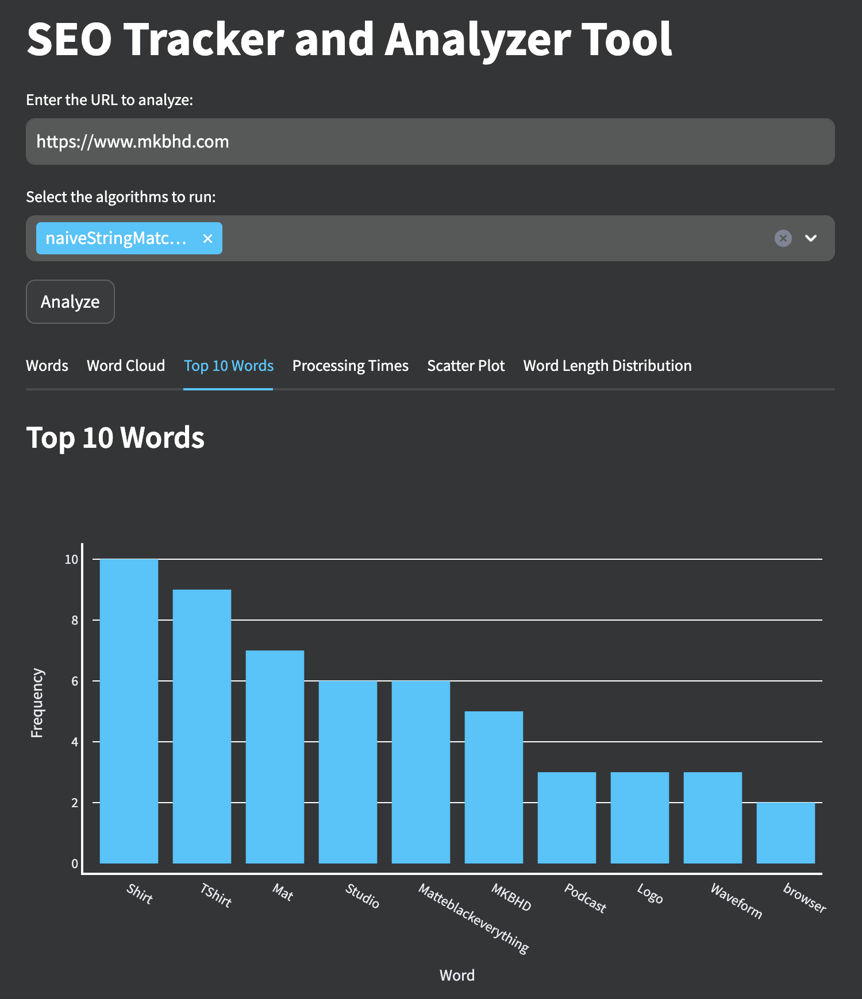 SEO Tracker and Analyzer Tool
Enter the URL to analyze:
https://www.mkbhd.com
Select the algorithms to run:
naiveStringMatc...
Analyze
Words Word Cloud Top 10 Words Processing Times Scatter Plot Word Length Distribution
Top 10 Words
10
8
6
4
2
0
Frequency
Shirt TShirt Mat Studio Matteblackeverything MKBHD Podcast Logo Waveform browser
Word